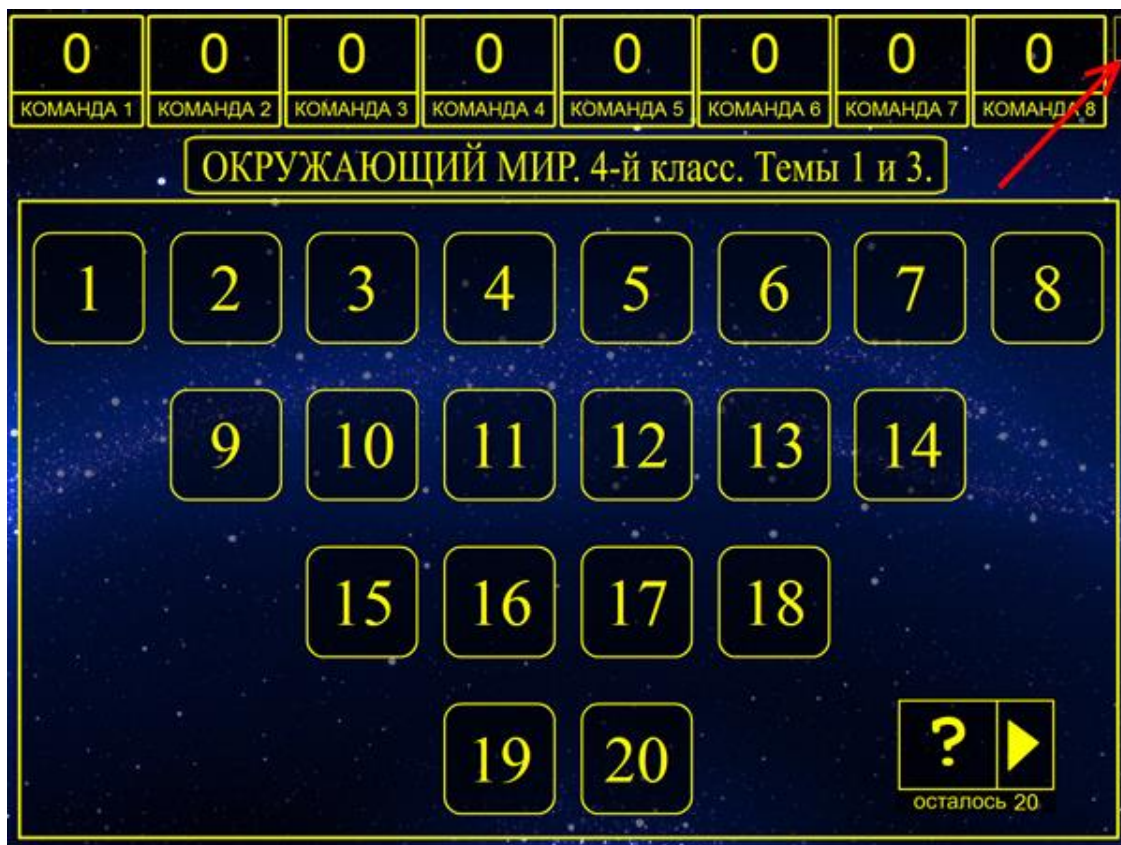 0 0 0 0 0 0 0 0
КОМАНДА 1 КОМАНДА 2 КОМАНДА 3 КОМАНДА 4 КОМАНДА 5 КОМАНДА 6 КОМАНДА 7 КОМАНДА 8
ОКРУЖАЮЩИЙ МИР. 4-й класс. Темы 1 и 3.
1 2 3 4 5 6 7 8
9 10 11 12 13 14
15 16 17 18
19 20 ?
осталось 20